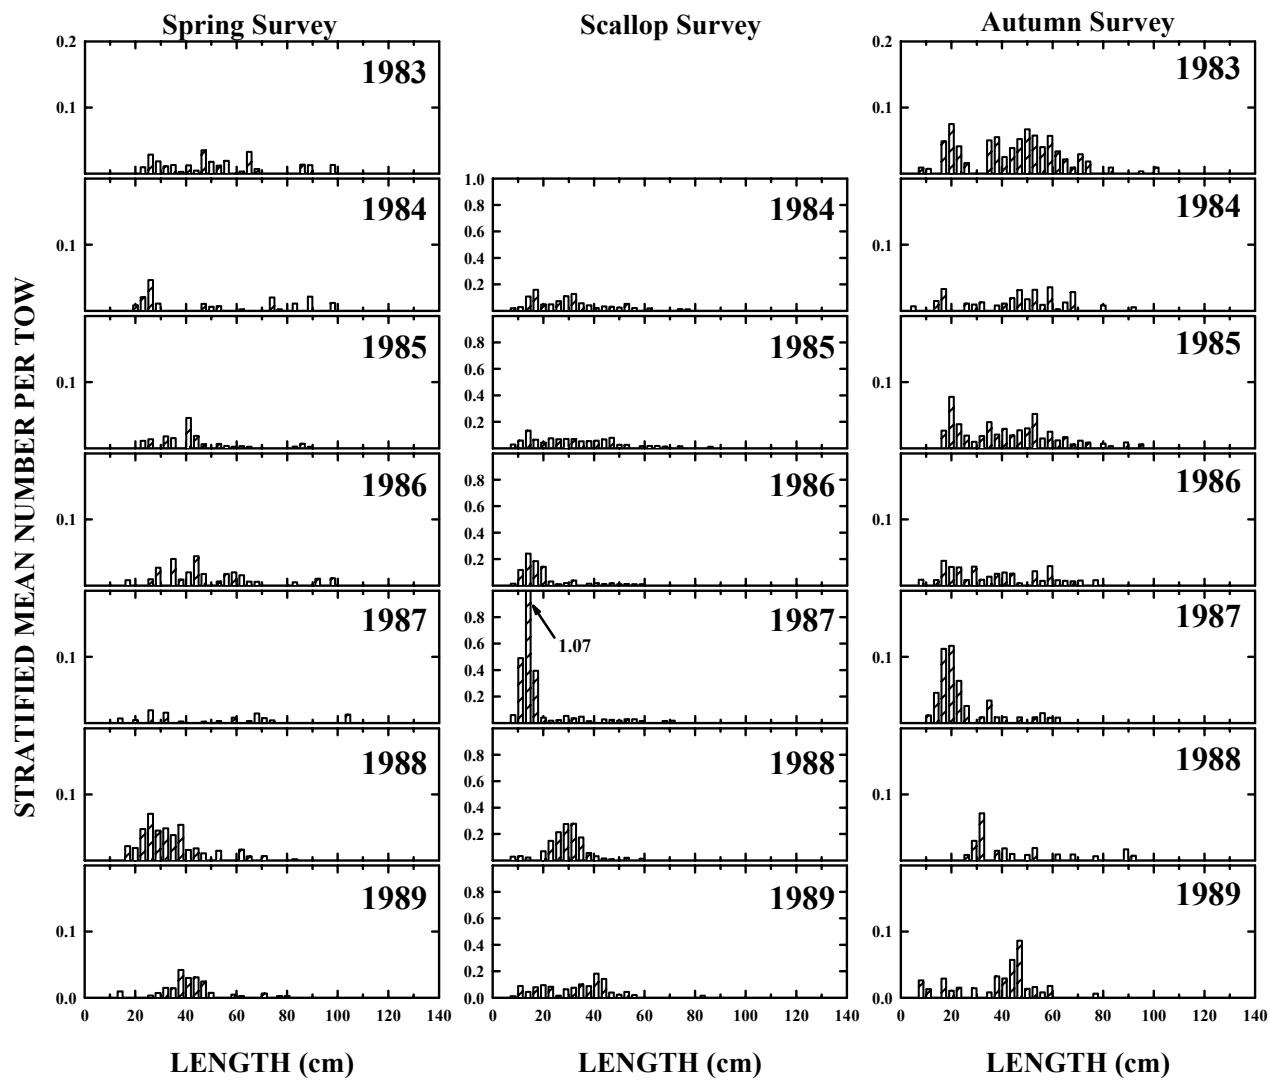 Spring Survey Scallop Survey Autumn Survey
STRATIFIED MEAN NUMBER PER TOW
0.2 1983 0.2 1983
0.1 0.1
1984 1.0 1984 1984
0.8
0.1 0.6 0.1
0.4
0.2
1985 0.8 1985 1985
0.1 0.6 0.1
0.4
0.2
1986 0.8 1986 1986
0.1 0.6 0.1
0.4
0.2
1987 0.8 1987 1987
0.1 0.6 1.07 0.1
0.4
0.2
1988 0.8 1988 1988
0.1 0.6 0.1
0.4
0.2
1989 0.8 1989 1989
0.1 0.6 0.1
0.4
0.2
0.0 0.0 0.0
0 20 40 60 80 100 120 140 0 20 40 60 80 100 120 140 0 20 40 60 80 100 120 140
LENGTH (cm) LENGTH (cm) LENGTH (cm)